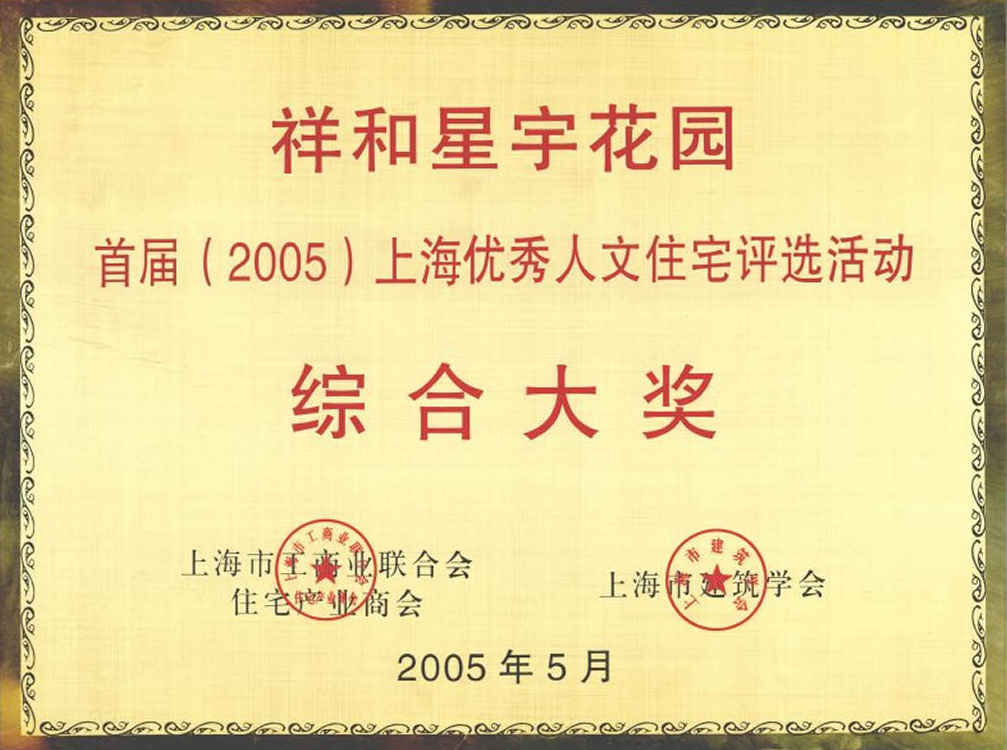 祥和星宇花园
首届（2005）上海优秀人文住宅评选活动
综合大奖
上海市工商业联合会
住宅产业商会
上海市建筑学会
2005年5月